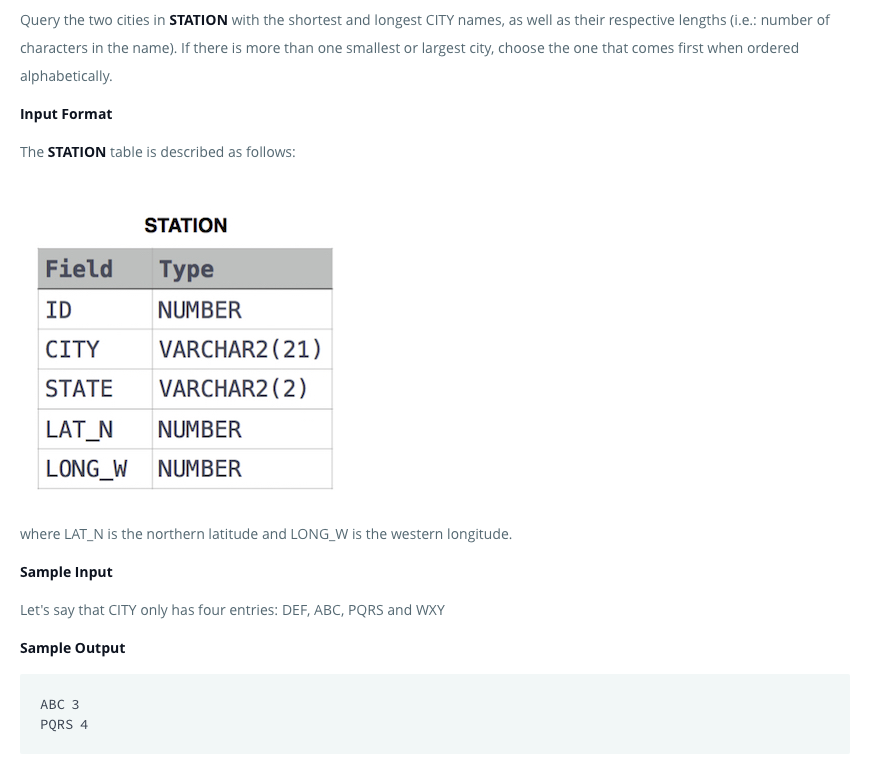 Query the two cities in STATION with the shortest and longest CITY names, as well as their respective lengths (i.e.: number of
characters in the name). If there is more than one smallest or largest city, choose the one that comes first when ordered
alphabetically.
Input Format
The STATION table is described as follows:
STATION
Field Type
ID NUMBER
CITY VARCHAR2(21)
STATE VARCHAR2(2)
LAT_N NUMBER
LONG_W NUMBER
where LAT_N is the northern latitude and LONG_W is the western longitude.
Sample Input
Let's say that CITY only has four entries: DEF, ABC, PQRS and WXY
Sample Output
ABC 3
PQRS 4